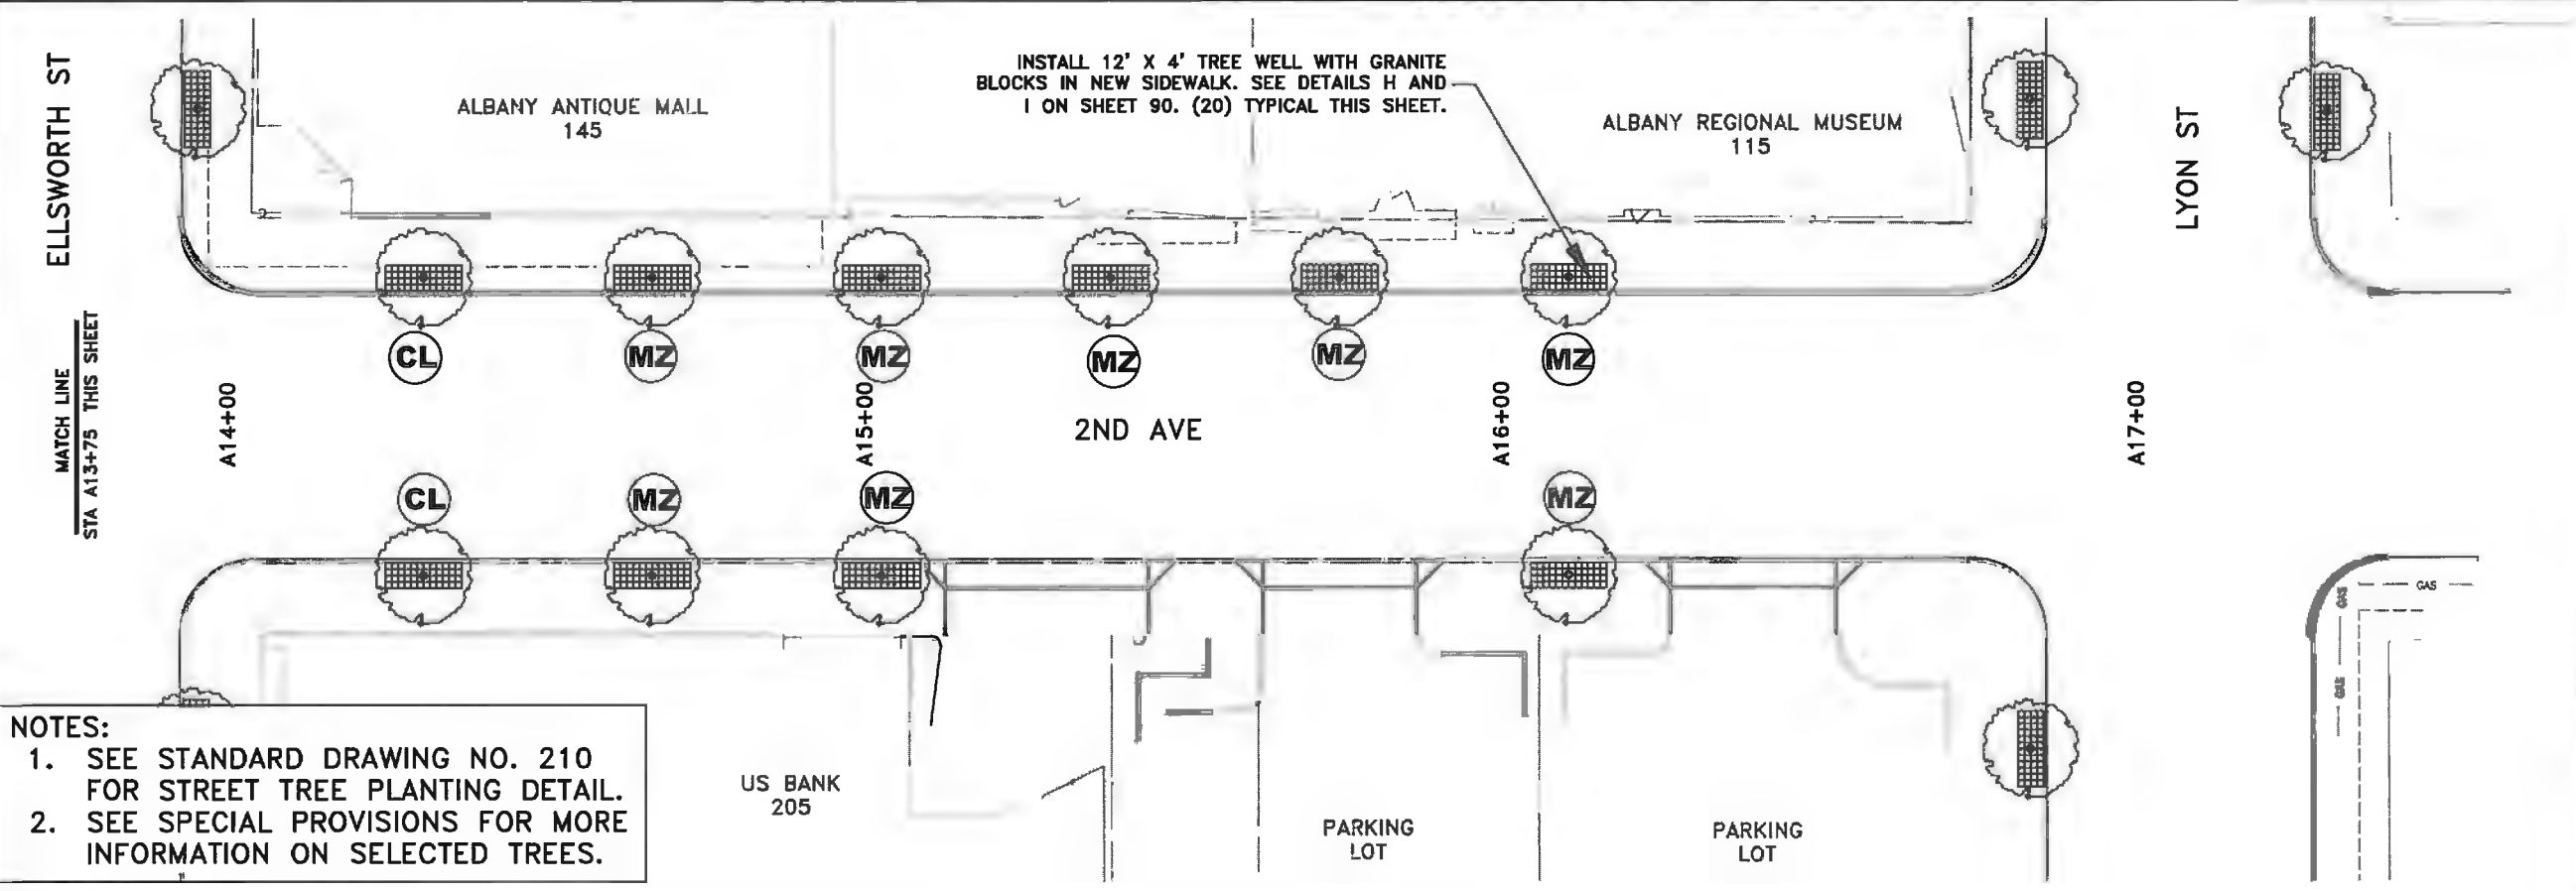 ELLSWORTH ST
ALBANY ANTIQUE MALL
145
INSTALL 12' X 4' TREE WELL WITH GRANITE
BLOCKS IN NEW SIDEWALK. SEE DETAILS H AND
I ON SHEET 90. (20) TYPICAL THIS SHEET.
ALBANY REGIONAL MUSEUM
115
LYON ST
MATCH LINE
STA A13+75 THIS SHEET
CL
MZ
MZ
MZ
MZ
MZ
A14+00
A15+00
2ND AVE
A16+00
A17+00
CL
MZ
MZ
MZ
GAS
GAS
GAS
US BANK
205
PARKING
LOT
PARKING
LOT
NOTES:
1. SEE STANDARD DRAWING NO. 210
FOR STREET TREE PLANTING DETAIL.
2. SEE SPECIAL PROVISIONS FOR MORE
INFORMATION ON SELECTED TREES.